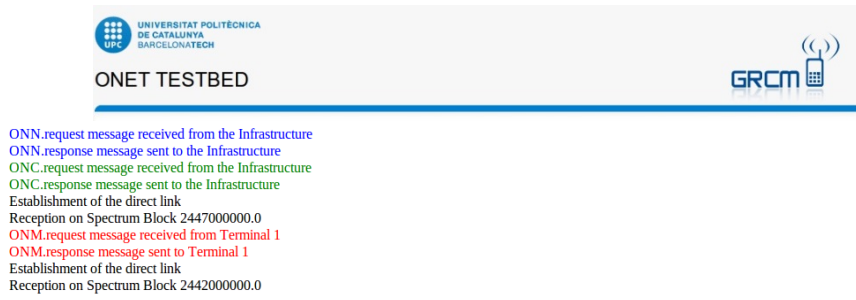 UNIVERSITAT POLITÈCNICA
DE CATALUNYA
BARCELONATECH
UPC
ONET TESTBED
GRCM
ONN.request message received from the Infrastructure
ONN.response message sent to the Infrastructure
ONC.request message received from the Infrastructure
ONC.response message sent to the Infrastructure
Establishment of the direct link
Reception on Spectrum Block 2447000000.0
ONM.request message received from Terminal 1
ONM.response message sent to Terminal 1
Establishment of the direct link
Reception on Spectrum Block 2442000000.0